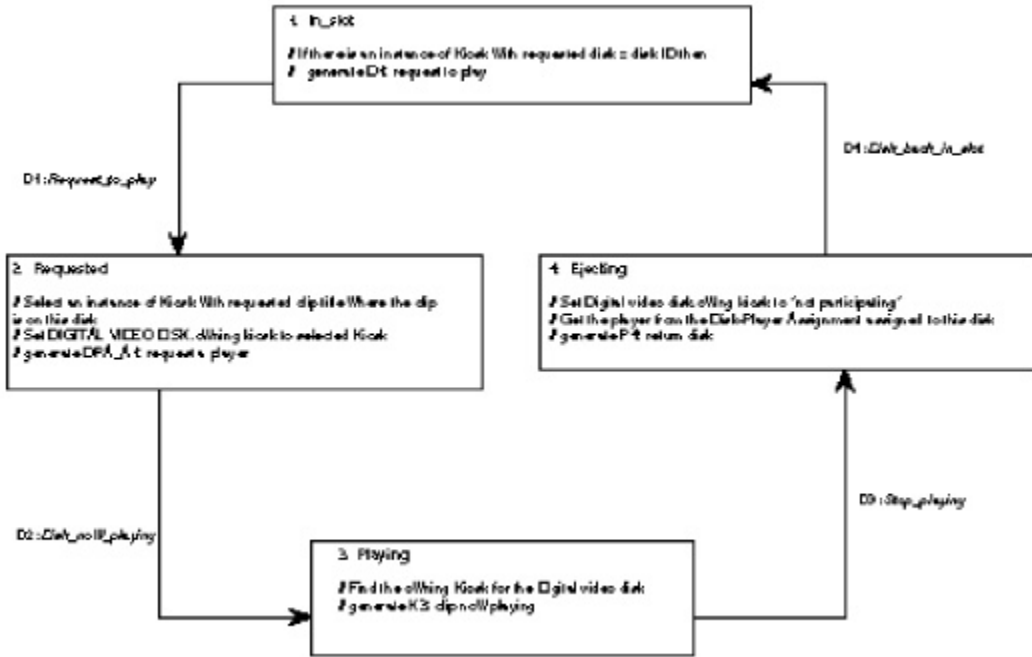 1. In_slot
# If there is an instance of Kiosk With requested disk = disk ID then
# generate D1: request to play
D1:Request_to_play
D4:Disk_back_in_slot
2. Requested
# Select an instance of Kiosk With requested clip title Where the clip
is on this disk
# Set DIGITAL VIDEO DISK.oWning kiosk to selected Kiosk
# generate DPA_A1: request a player
4. Ejecting
# Set Digital video disk.oWing kiosk to "not participating"
# Get the player from the Disk-Player Assignment assigned to this disk
# generate P4: return disk
D2:Disk_noW_playing
D3:Stop_playing
3. Playing
# Find the oWning Kiosk for the Digital video disk
# generate K3: clip noW playing